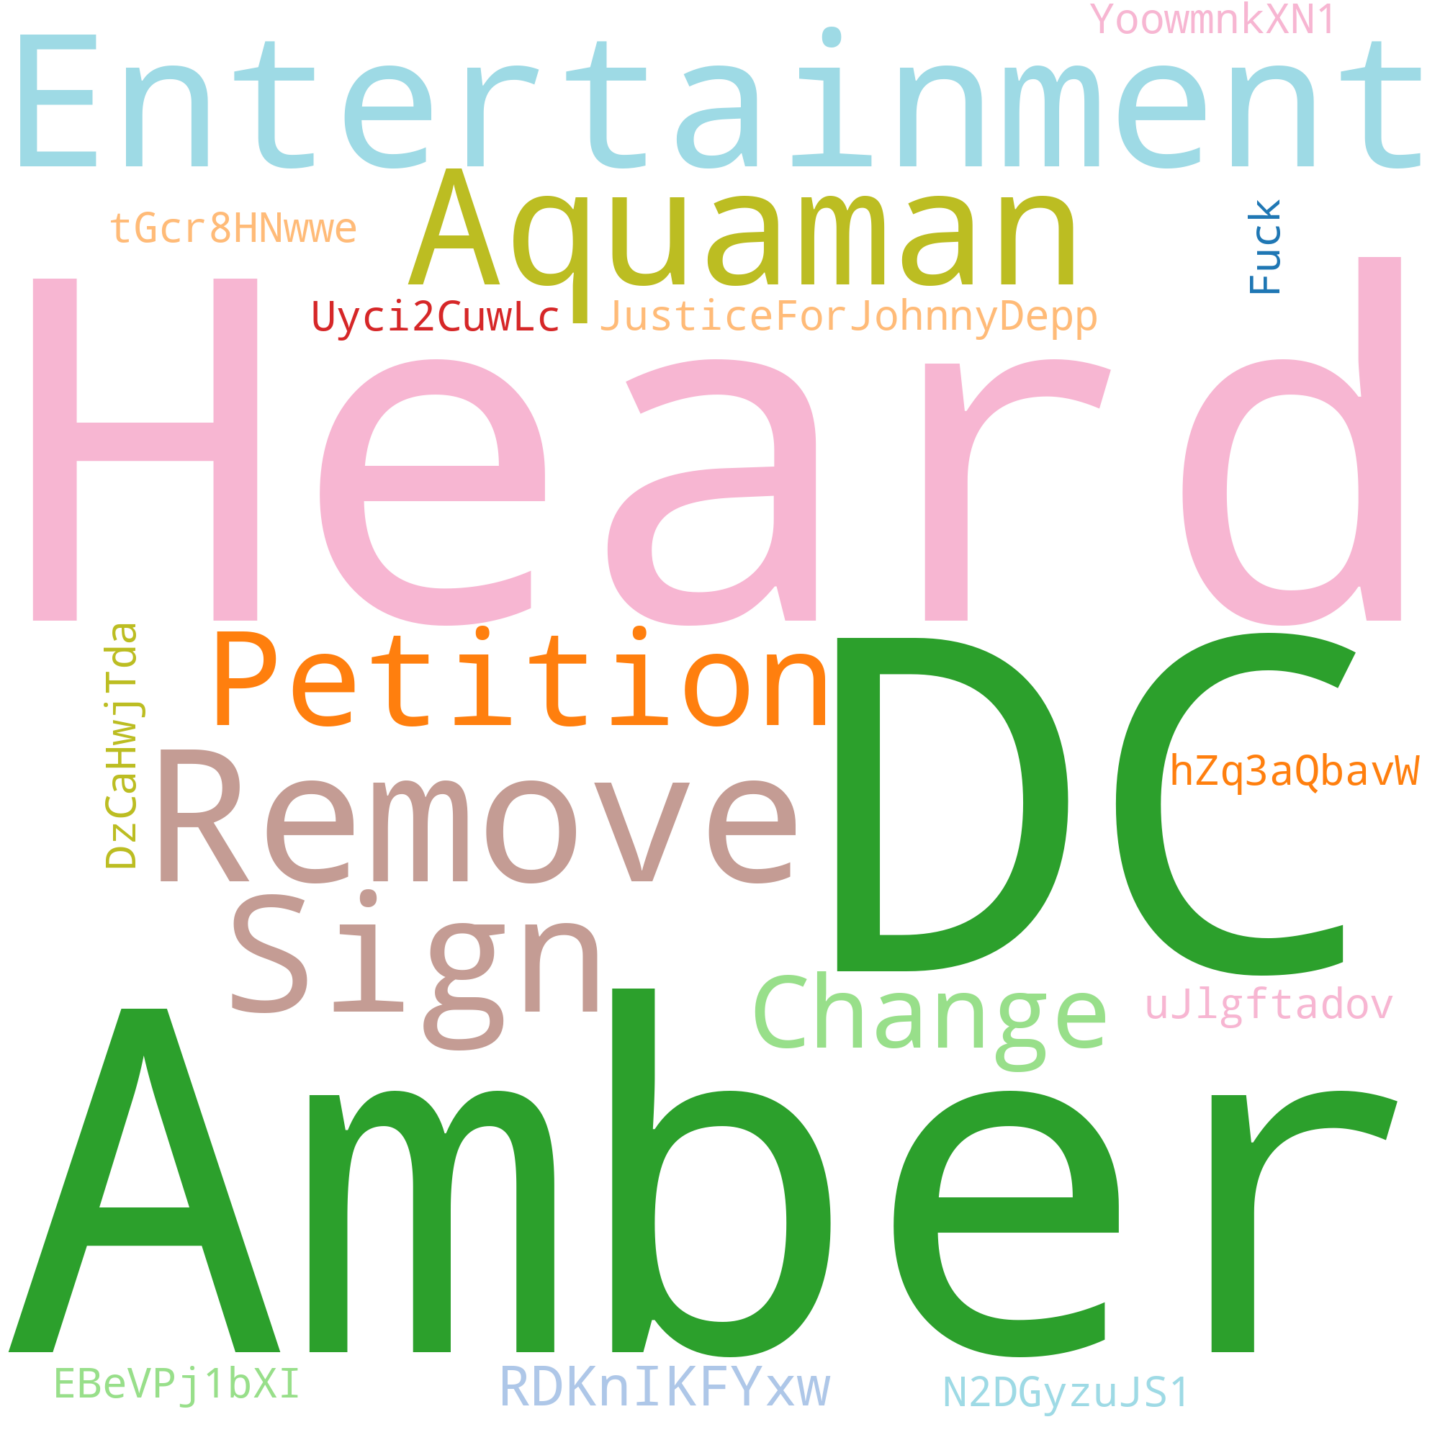 YoowmnkXN1
Entertainment
Aquaman
tGcr8HNwwe
Fuck
Uyci2CuwLc
JusticeForJohnnyDepp
Heard
DzCaHwjTda
Petition
DC
hZq3aQbavW
Remove
Sign
Change
uJlgftadov
Amber
EBeVPj1bXI
RDKnIKFYxw
N2DGyzuJS1